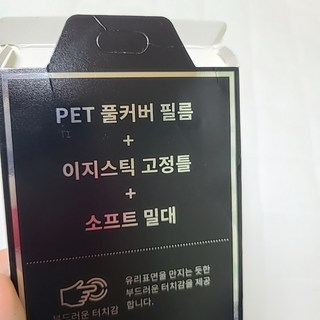 PET 풀커버 필름
+
이지스틱 고정틀
+
소프트 밀대
유리표면을 만지는 듯한
부드러운 터치감을 제공
합니다.
부드러운 터치감